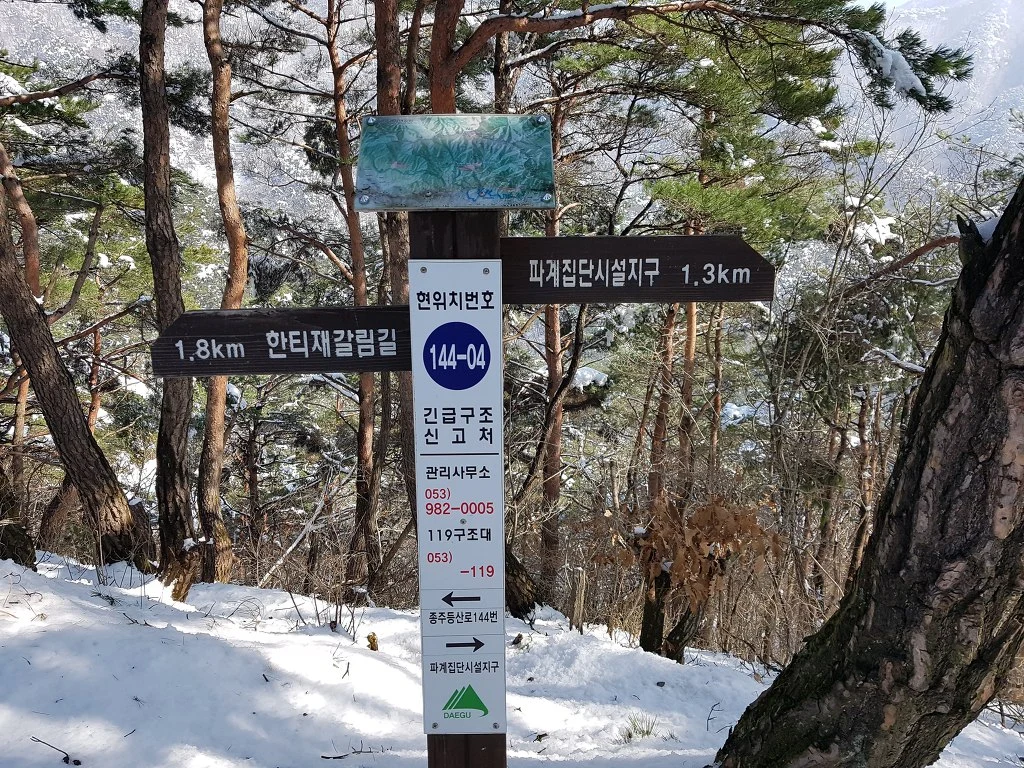 파계집단시설지구 1.3km
1.8km 한티재갈림길
현위치번호
144-04
긴급구조
신고처
관리사무소
053)
982-0005
119구조대
053)
-119
←
종주등산로144번
→
파계집단시설지구
DAEGU